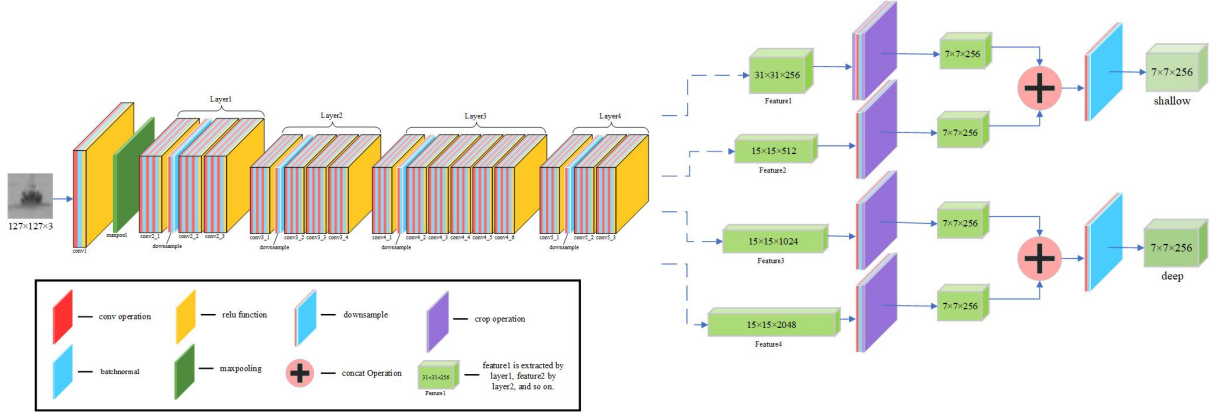 Layer1
Layer2
Layer3
Layer4
127×127×3
conv1
maxpool
conv2_1
downsample
conv2_2
conv2_3
conv3_1
downsample
conv3_2
conv3_3
conv3_4
conv4_1
downsample
conv4_2
conv4_3
conv4_4
conv4_5
conv4_6
conv5_1
downsample
conv5_2
conv5_3
31×31×256
Feature1
7×7×256
7×7×256
shallow
15×15×512
Feature2
7×7×256
15×15×1024
Feature3
7×7×256
7×7×256
deep
15×15×2048
Feature4
7×7×256
conv operation
relu function
downsample
crop operation
batchnormal
maxpooling
concat Operation
31×31×256
Feature1
feature1 is extracted by
layer1, feature2 by
layer2, and so on.